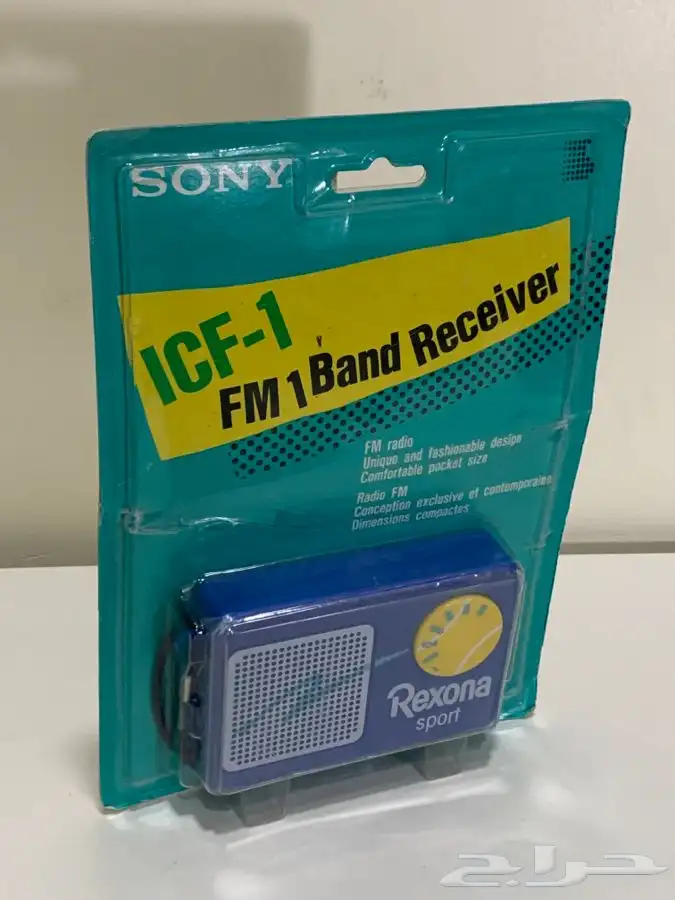 SONY
ICF-1
FM 1 Band Receiver
FM radio
Unique and fashionable design
Comfortable pocket size
Radio FM
Conception exclusive et contemporaine
Dimensions compactes
Rexona
sport
حراج